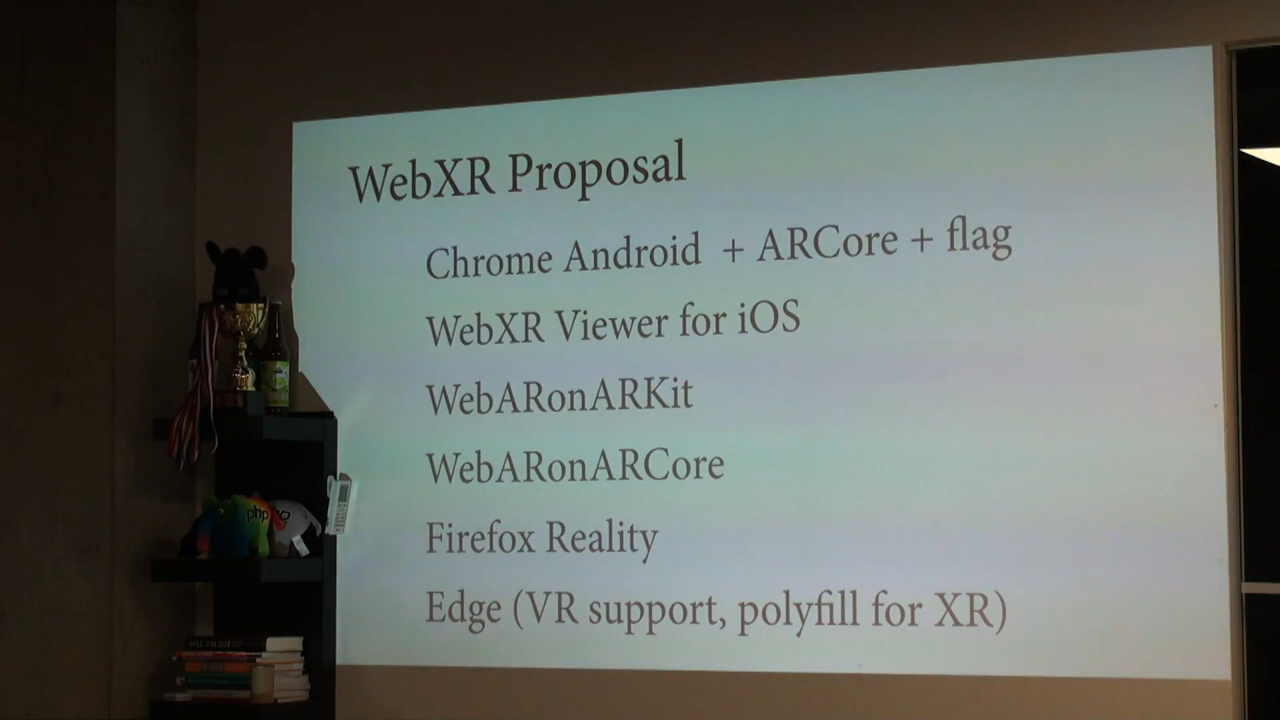 WebXR Proposal
Chrome Android + ARCore + flag
WebXR Viewer for iOS
WebARonARKit
WebARonARCore
Firefox Reality
Edge (VR support, polyfill for XR)
php